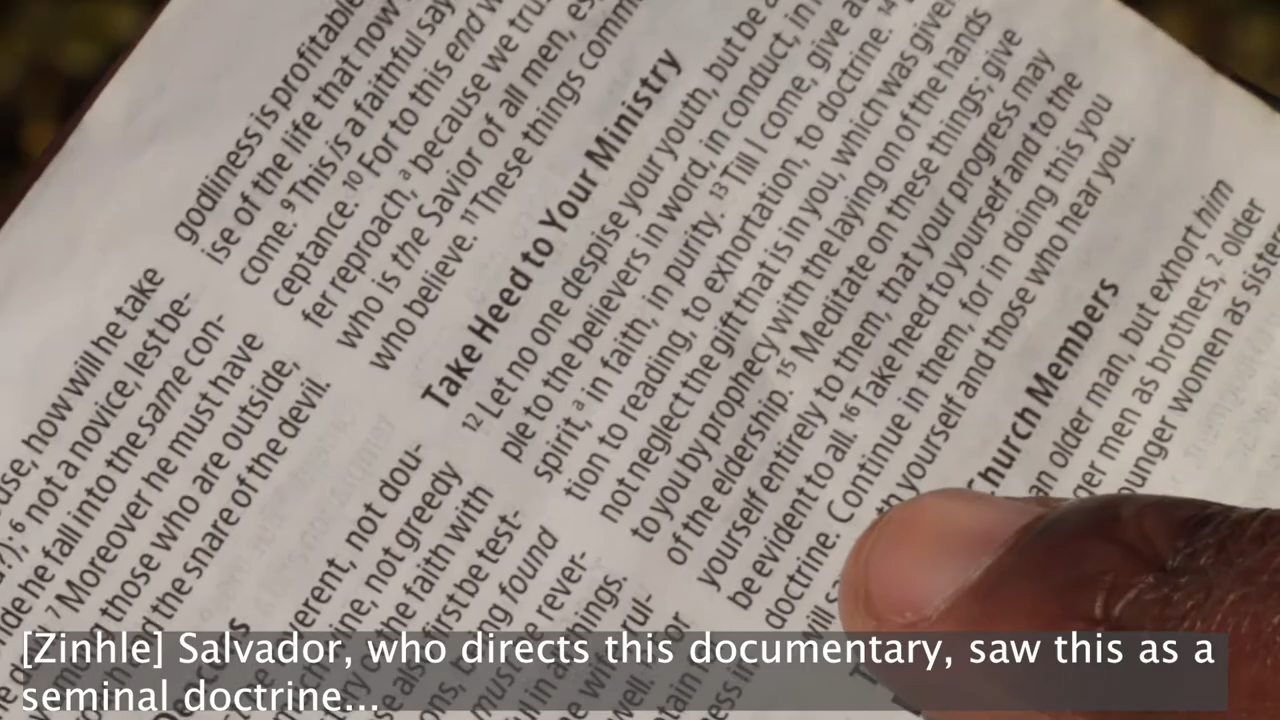 how will he take
6 not a novice, lest be-
he fall into the same con-
7 Moreover he must have
those who are outside,
the snare of the devil.
not dou-
not greedy
faith with
first be test-
found
rever-
godliness is profitable
ise of the life that now
come. 9 This is a faithful say
ceptance. 10 For to this end w
fer reproach, a because we trus
who is the Savior of all men, es
who believe. 11 These things comm
Take Heed to Your Ministry
12 Let no one despise your youth, but be a
ple to the believers in word, in conduct, in
spirit, a in faith, in purity. 13 Till I come, give a
tion to reading, to exhortation, to doctrine. 14
not neglect the gift that is in you, which was given
to you by prophecy with the laying on of the hands
of the eldership. 15 Meditate on these things; give
yourself entirely to them, that your progress may
be evident to all. 16 Take heed to yourself and to the
doctrine. Continue in them, for in doing this you
will yourself and those who hear you.
Church Members
an older man, but exhort him
men as brothers, 2 older
younger women as sisters
[Zinhle] Salvador, who directs this documentary, saw this as a
seminal doctrine...